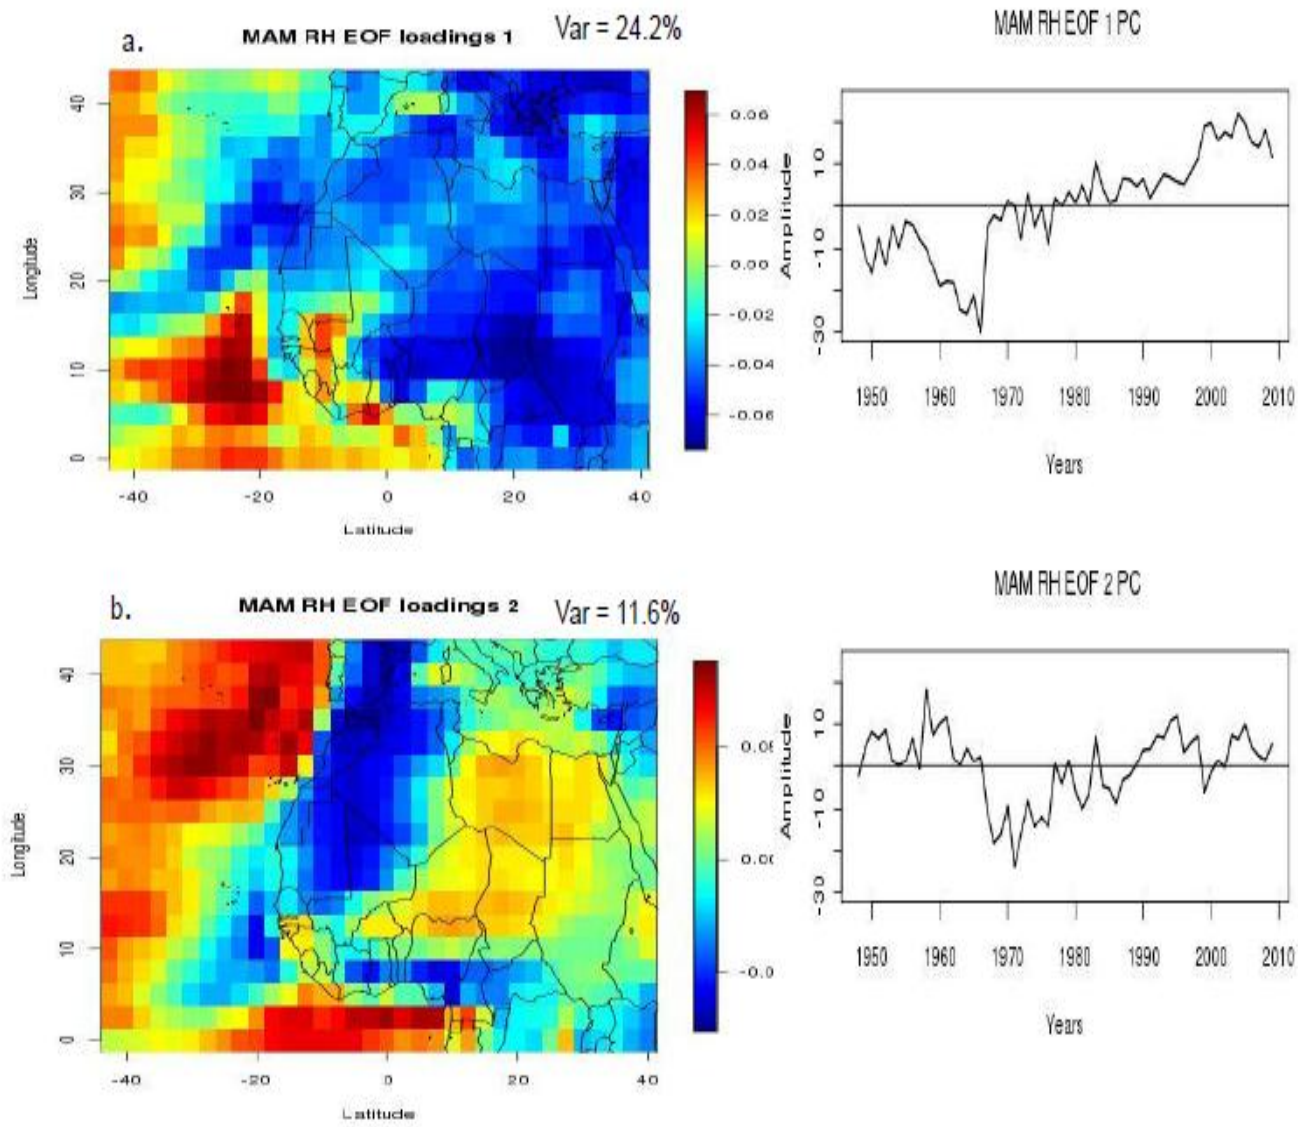 a.
MAM RH EOF loadings 1
Var = 24.2%
MAM RH EOF 1 PC
40
30
20
10
0
Longitude
-40 -20 0 20 40
Latitude
0.06
0.04
0.02
0.00
-0.02
-0.04
-0.06
Amplitude
10
-10
-30
1950 1960 1970 1980 1990 2000 2010
Years
b.
MAM RH EOF loadings 2
Var = 11.6%
MAM RH EOF 2 PC
40
30
20
10
0
Longitude
-40 -20 0 20 40
Latitude
0.0
-0.0
Amplitude
10
-10
-30
1950 1960 1970 1980 1990 2000 2010
Years